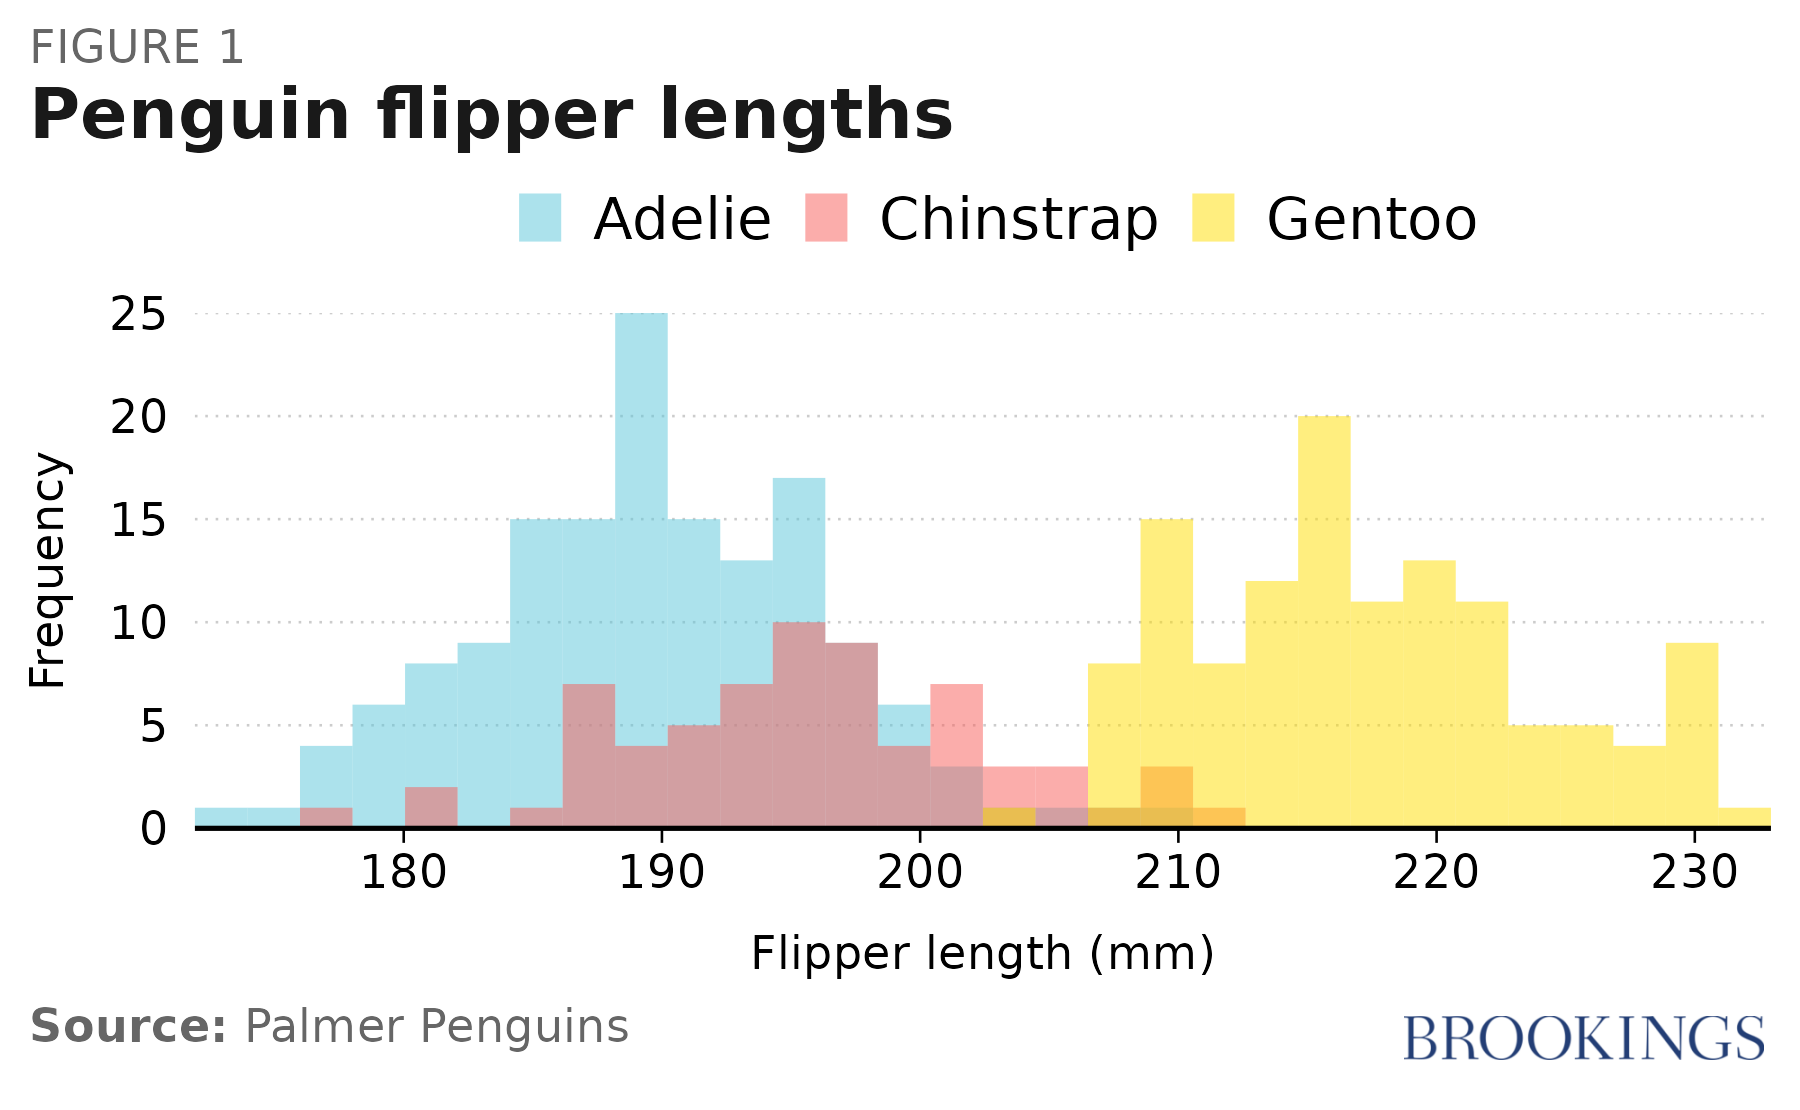 FIGURE 1
Penguin flipper lengths
Adelie Chinstrap Gentoo
25
20
15
10
5
0
Frequency
180 190 200 210 220 230
Flipper length (mm)
Source: Palmer Penguins
BROOKINGS